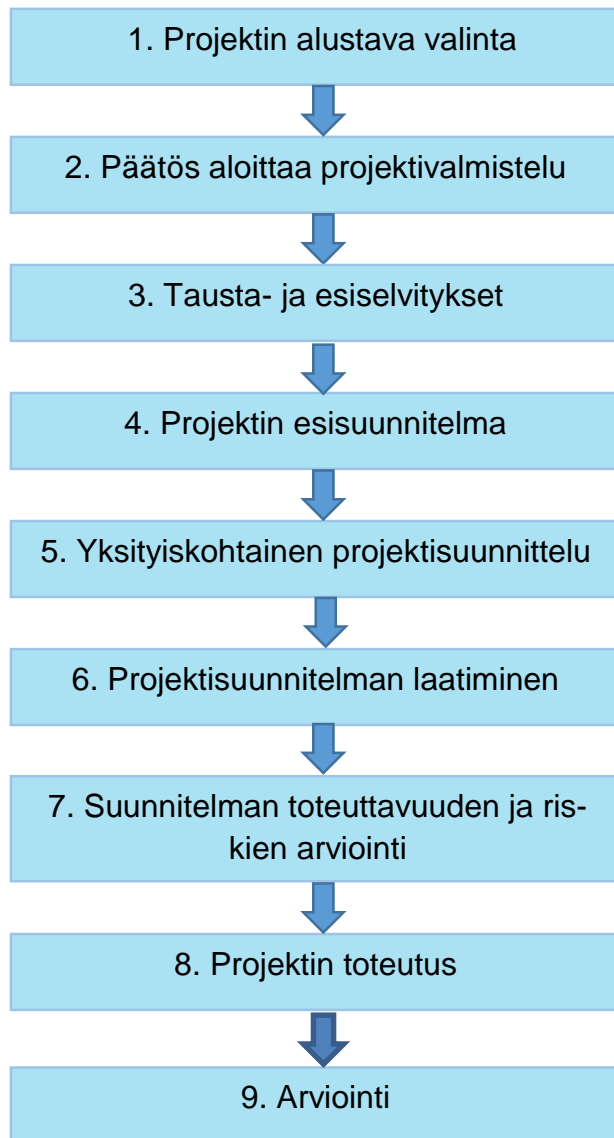 1. Projektin alustava valinta
2. Päätös aloittaa projektivalmistelu
3. Tausta- ja esiselvitykset
4. Projektin esisuunnitelma
5. Yksityiskohtainen projektisuunnittelu
6. Projektisuunnitelman laatiminen
7. Suunnitelman toteuttavuuden ja ris-
kien arviointi
8. Projektin toteutus
9. Arviointi